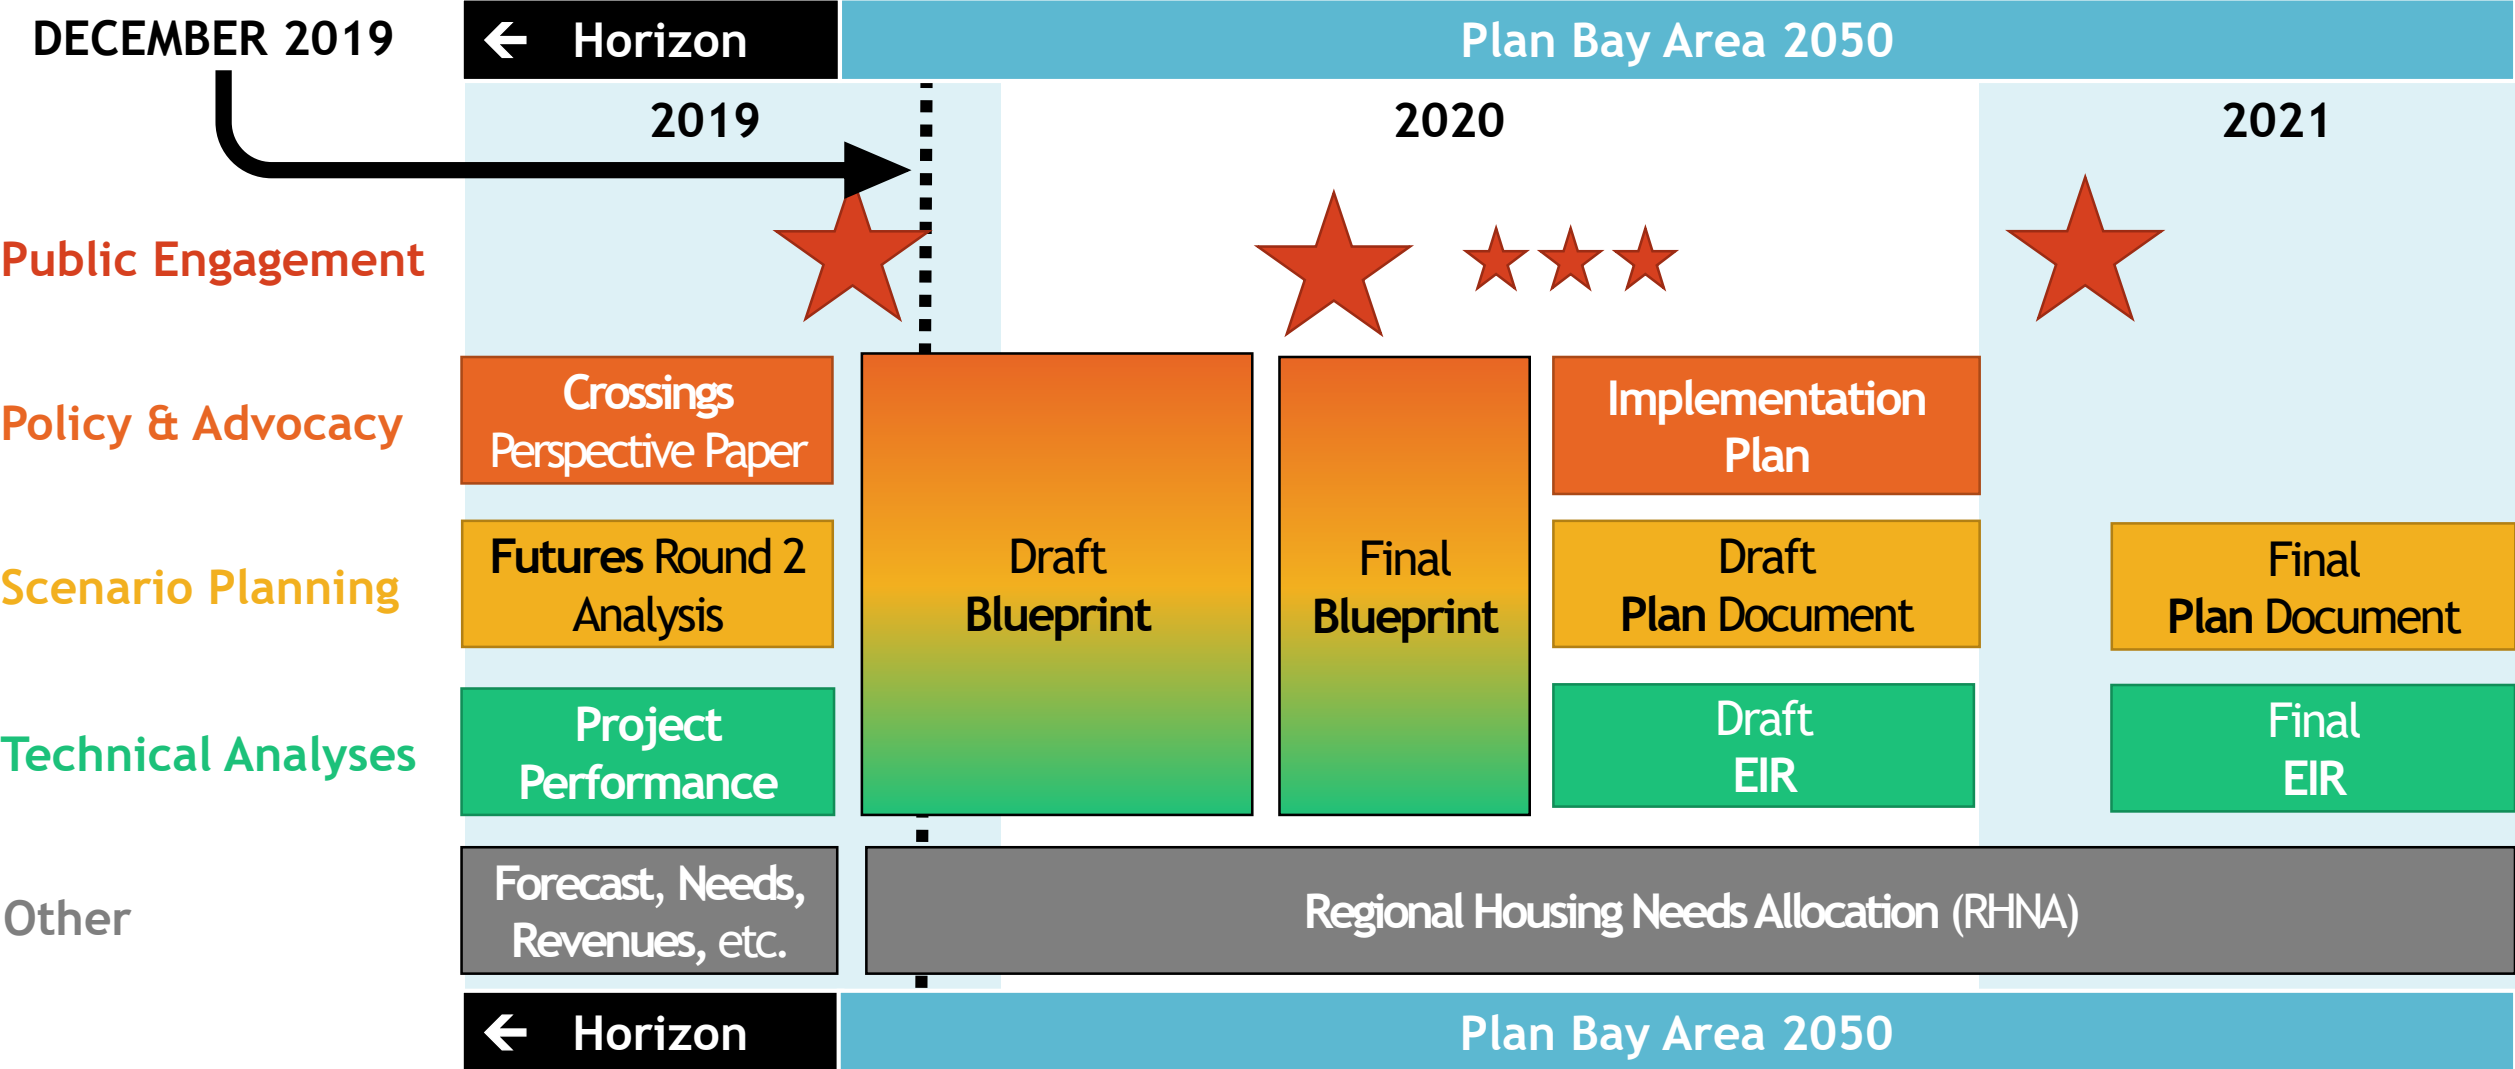 DECEMBER 2019
Horizon
Plan Bay Area 2050
2019
2020
2021
Public Engagement
Policy & Advocacy
Crossings
Perspective Paper
Implementation
Plan
Scenario Planning
Futures Round 2
Analysis
Draft
Blueprint
Final
Blueprint
Draft
Plan Document
Final
Plan Document
Technical Analyses
Project
Performance
Draft
EIR
Final
EIR
Other
Forecast, Needs,
Revenues, etc.
Regional Housing Needs Allocation (RHNA)
Horizon
Plan Bay Area 2050